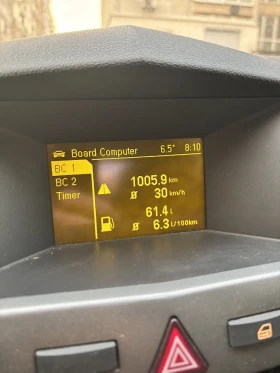 Board Computer 6.5° 8:10
BC 1
BC 2
Timer
1005.9 km
ø 30 km/h
61.4 l
ø 6.3 l/100km